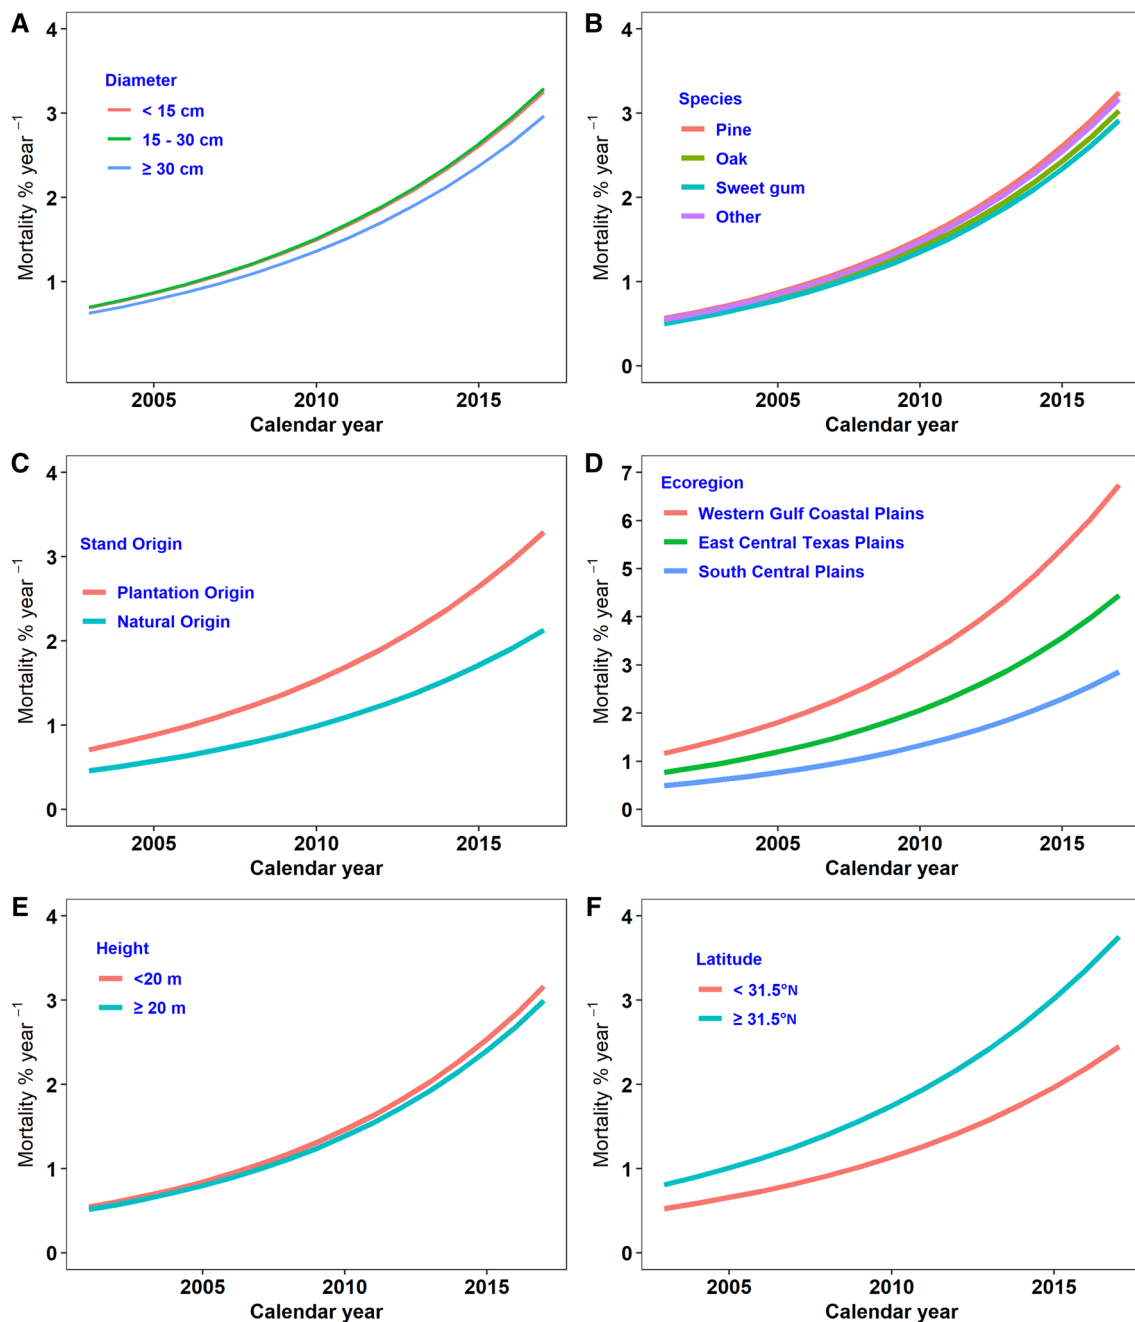 A
4
3
2
1
Mortality % year ⁻¹
Diameter
< 15 cm
15 - 30 cm
≥ 30 cm
2005 2010 2015
Calendar year
B
4
3
2
1
0
Mortality % year ⁻¹
Species
Pine
Oak
Sweet gum
Other
2005 2010 2015
Calendar year
C
4
3
2
1
0
Mortality % year ⁻¹
Stand Origin
Plantation Origin
Natural Origin
2005 2010 2015
Calendar year
D
7
6
5
4
3
2
1
0
Mortality % year ⁻¹
Ecoregion
Western Gulf Coastal Plains
East Central Texas Plains
South Central Plains
2005 2010 2015
Calendar year
E
4
3
2
1
0
Mortality % year ⁻¹
Height
<20 m
≥ 20 m
2005 2010 2015
Calendar year
F
4
3
2
1
0
Mortality % year ⁻¹
Latitude
< 31.5°N
≥ 31.5°N
2005 2010 2015
Calendar year